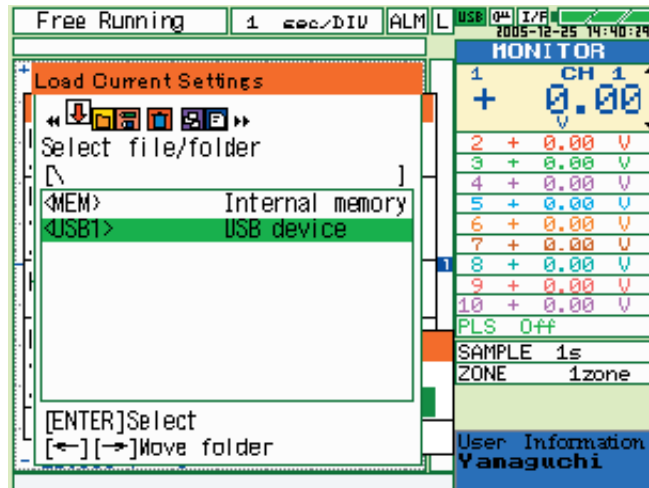 Free Running 1 sec/DIV ALM L USB I/F
2005-12-25 14:40:29
MONITOR
1 CH 1
+ 0.00
V
2 + 0.00 V
3 + 0.00 V
4 + 0.00 V
5 + 0.00 V
6 + 0.00 V
7 + 0.00 V
8 + 0.00 V
9 + 0.00 V
10 + 0.00 V
PLS Off
SAMPLE 1s
ZONE 1zone
User Information
Yamaguchi
Load Current Settings
Select file/folder
[\ ]
<MEM> Internal memory
<USB1> USB device
1
[ENTER]Select
[←][→]Move folder